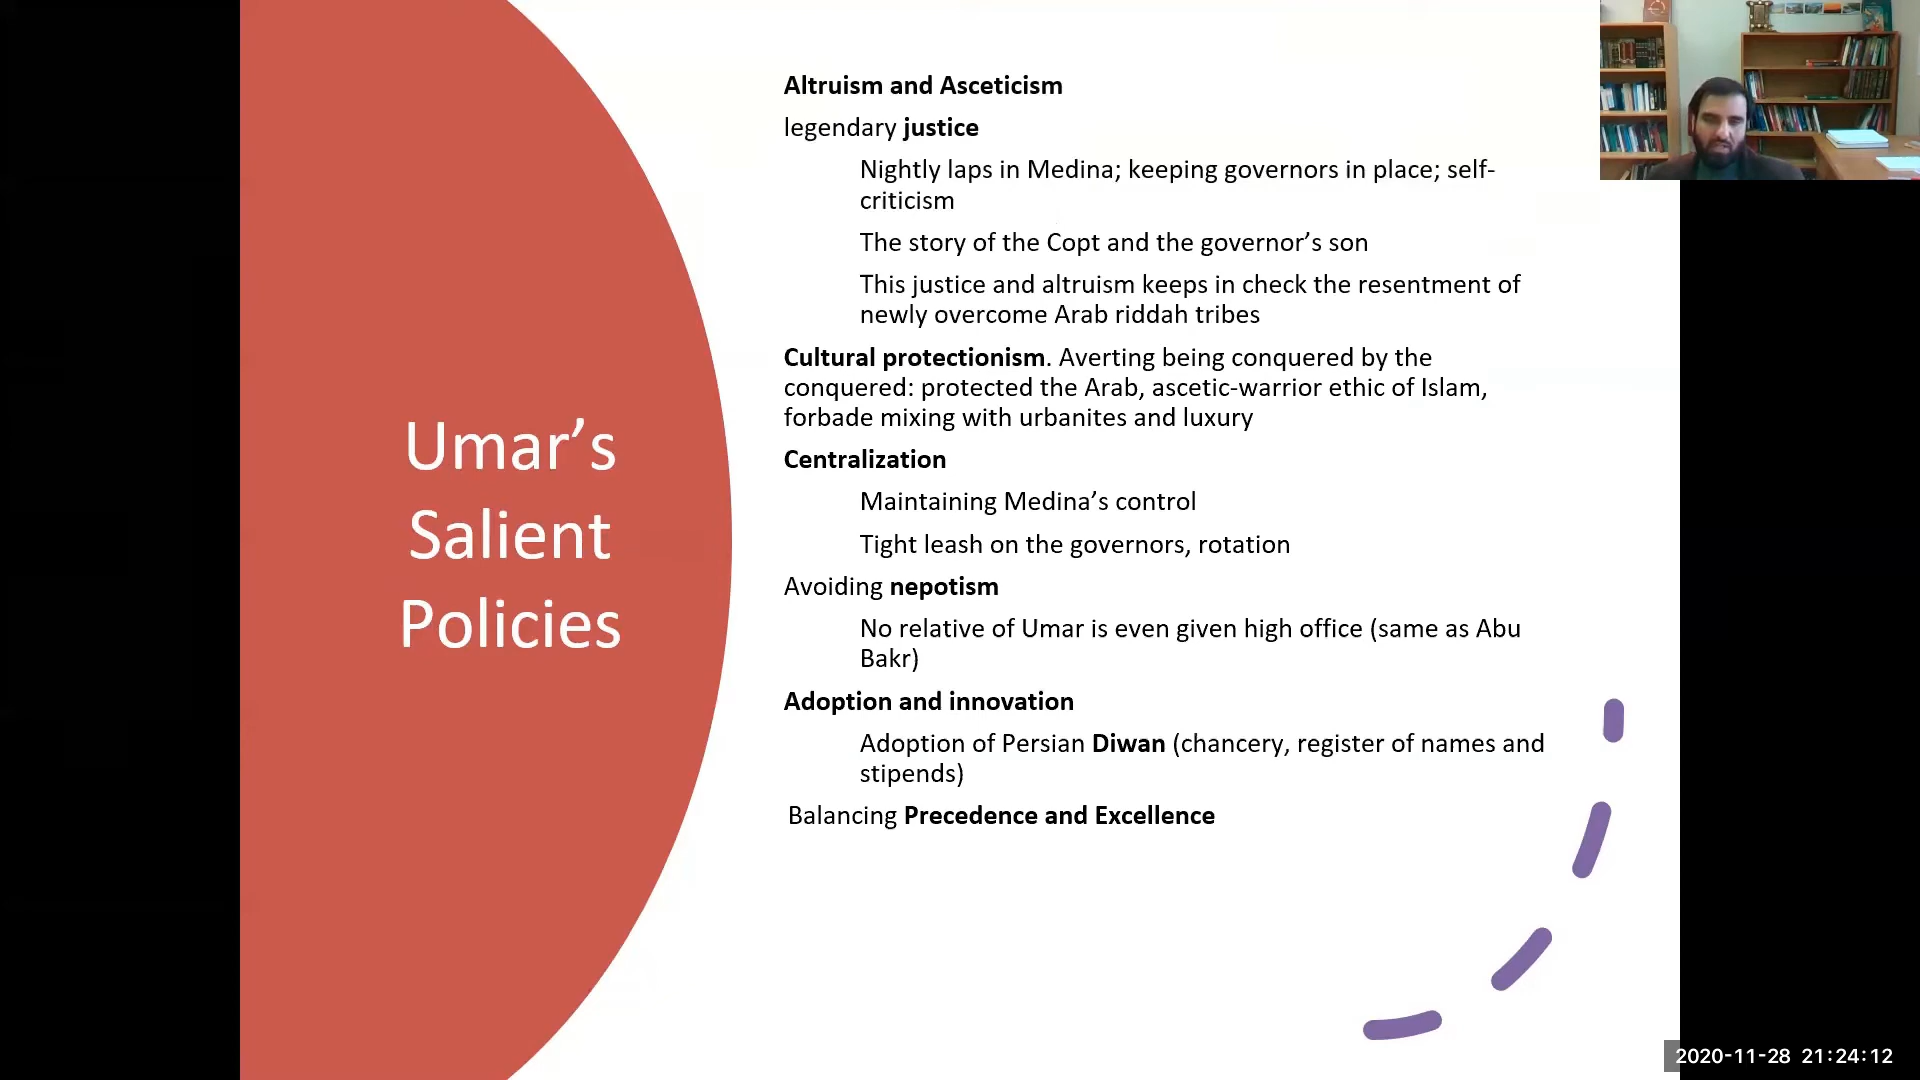 Umar’s
Salient
Policies
Altruism and Asceticism
legendary justice
Nightly laps in Medina; keeping governors in place; self-
criticism
The story of the Copt and the governor’s son
This justice and altruism keeps in check the resentment of
newly overcome Arab riddah tribes
Cultural protectionism. Averting being conquered by the
conquered: protected the Arab, ascetic-warrior ethic of Islam,
forbade mixing with urbanites and luxury
Centralization
Maintaining Medina’s control
Tight leash on the governors, rotation
Avoiding nepotism
No relative of Umar is even given high office (same as Abu
Bakr)
Adoption and innovation
Adoption of Persian Diwan (chancery, register of names and
stipends)
Balancing Precedence and Excellence
2020-11-28 21:24:12